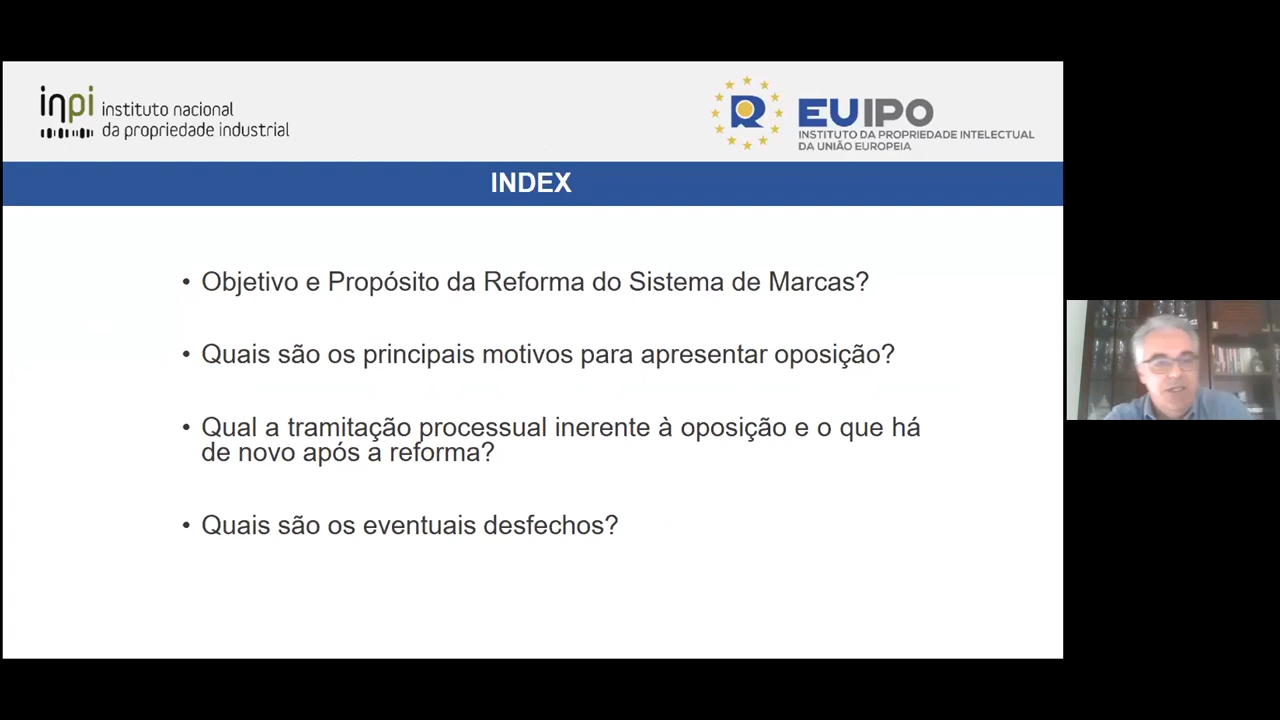 inpi instituto nacional
da propriedade industrial
EUIPO
INSTITUTO DA PROPRIEDADE INTELECTUAL
DA UNIÃO EUROPEIA
INDEX
• Objetivo e Propósito da Reforma do Sistema de Marcas?
• Quais são os principais motivos para apresentar oposição?
• Qual a tramitação processual inerente à oposição e o que há
de novo após a reforma?
• Quais são os eventuais desfechos?